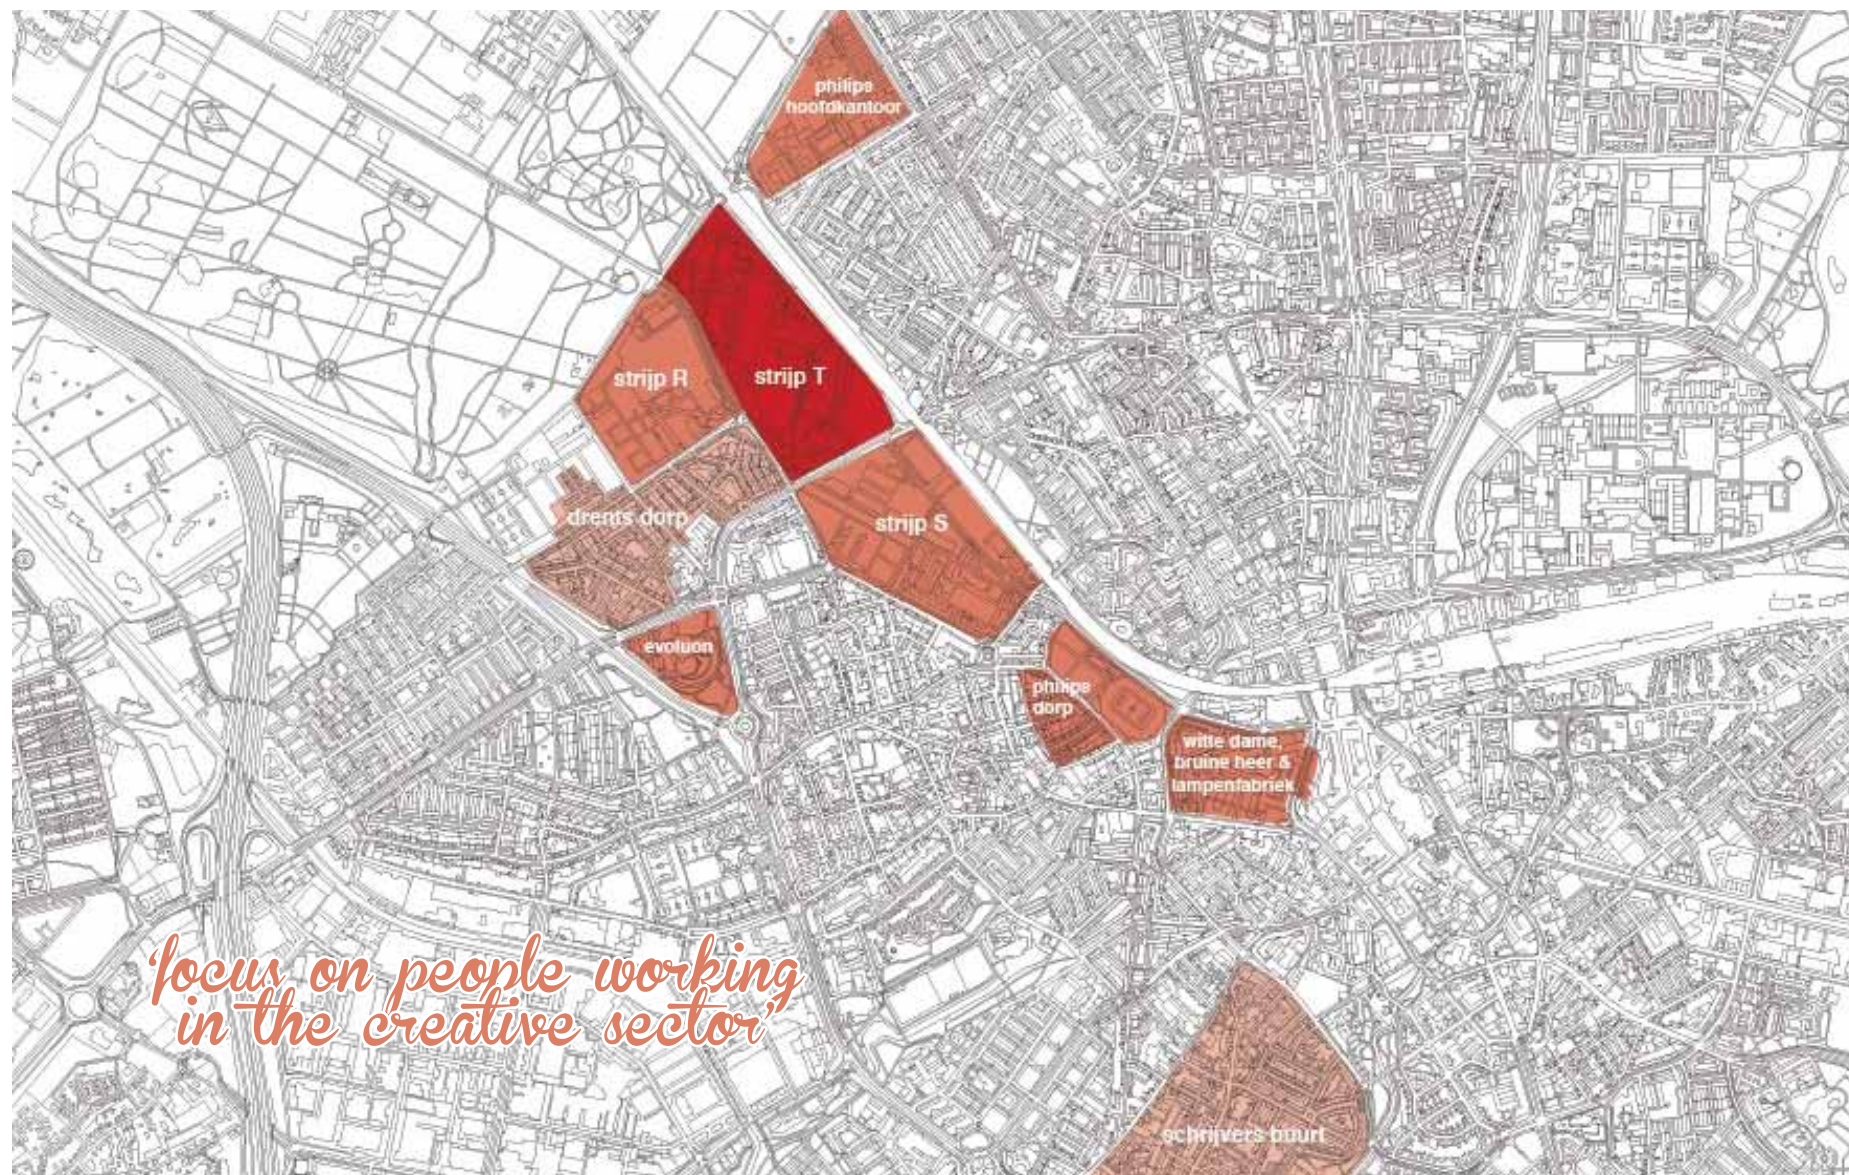 philips
hoofdkantoor
strijp R
strijp T
drents dorp
strijp S
evoluon
philips
dorp
witte dame,
bruine heer &
lampenfabriek
'focus on people working
in the creative sector'
schrijvers buurt